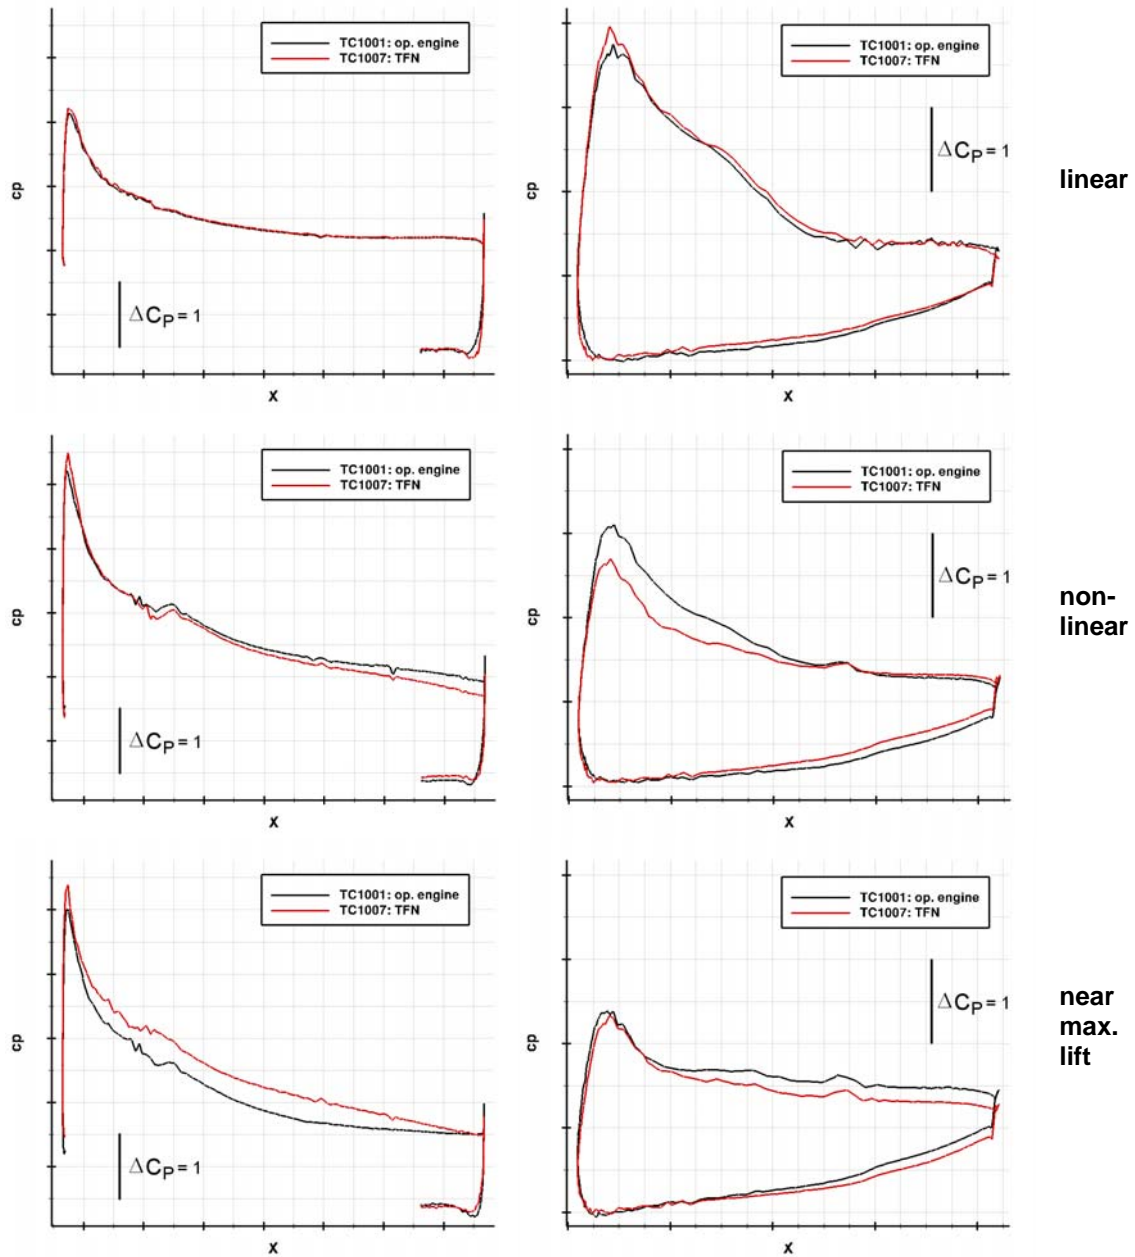 TC1001: op. engine
TC1007: TFN
cp
ΔCP = 1
x
TC1001: op. engine
TC1007: TFN
ΔCP = 1
x
linear
TC1001: op. engine
TC1007: TFN
cp
ΔCP = 1
x
TC1001: op. engine
TC1007: TFN
cp
ΔCP = 1
x
non-
linear
TC1001: op. engine
TC1007: TFN
cp
ΔCP = 1
x
TC1001: op. engine
TC1007: TFN
cp
ΔCP = 1
x
near
max.
lift